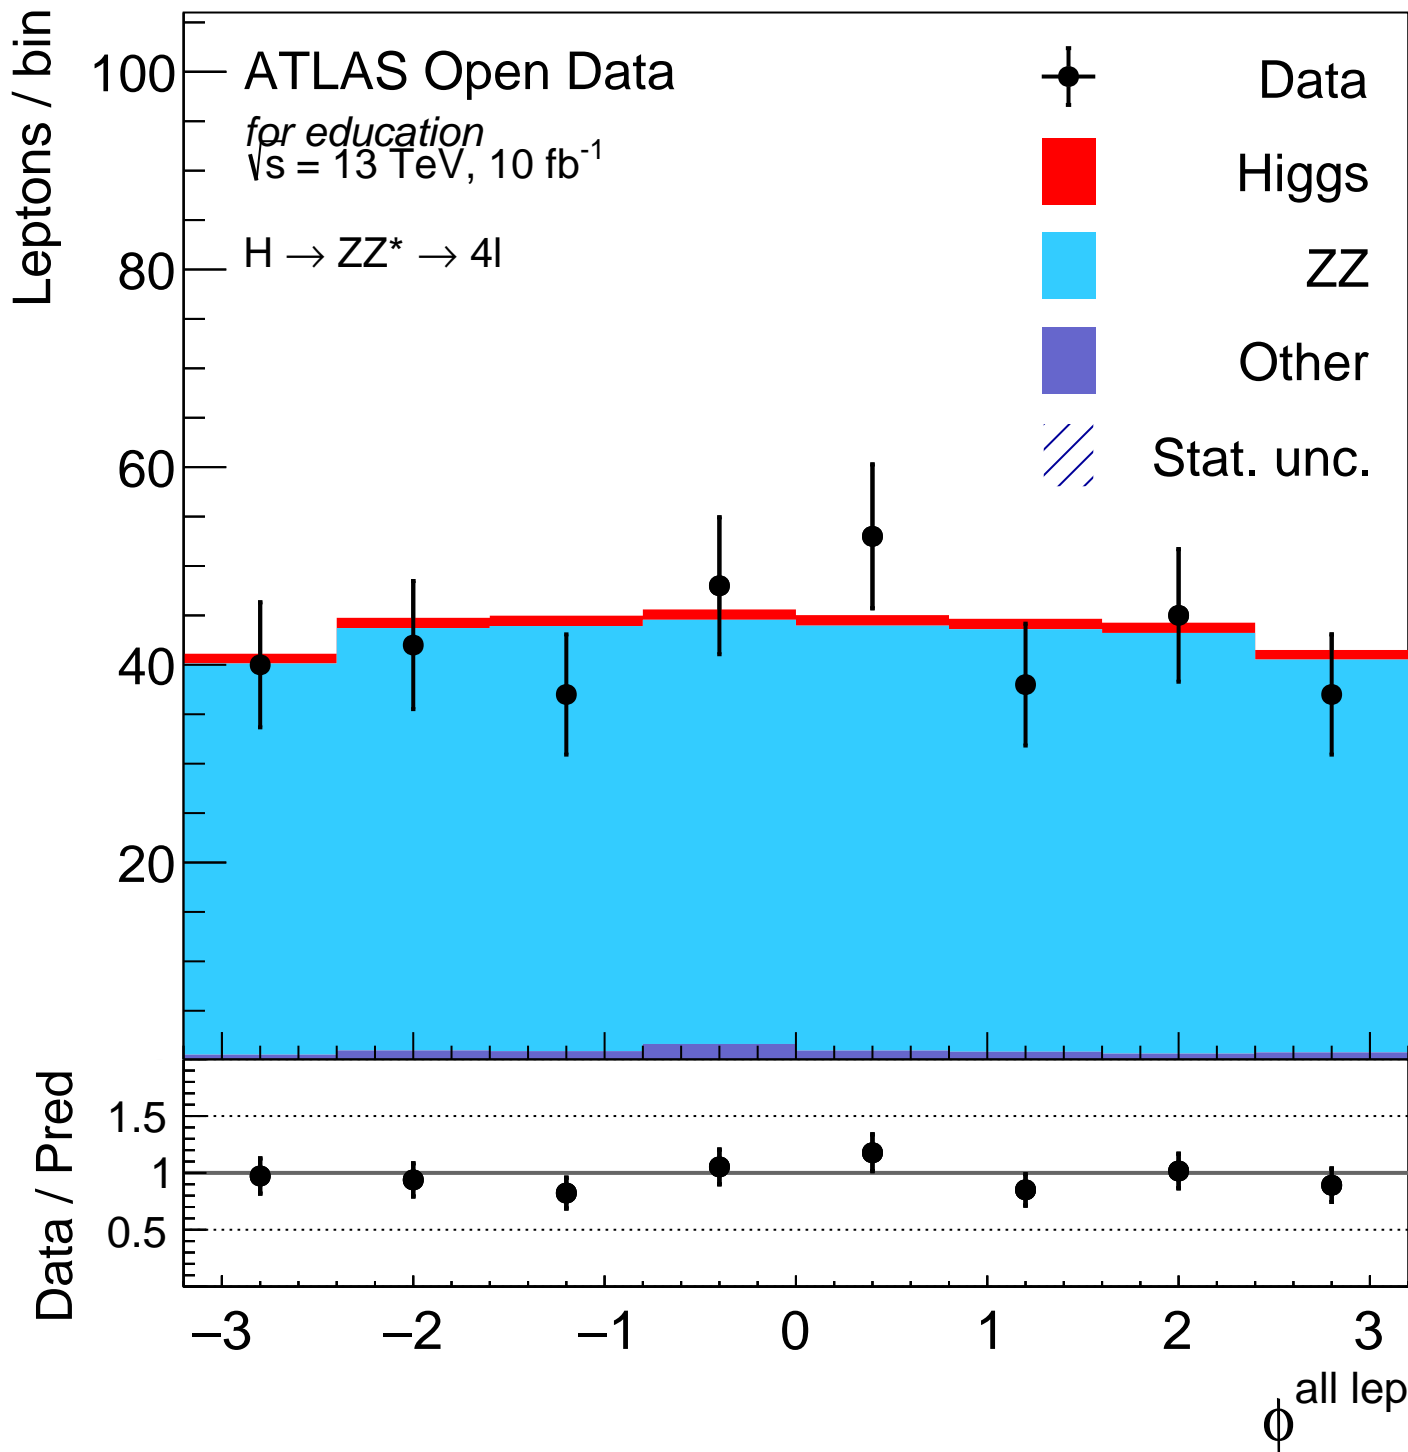 Leptons / bin
100
80
60
40
20
ATLAS Open Data
for education
√s = 13 TeV, 10 fb⁻¹
H → ZZ* → 4l
Data
Higgs
ZZ
Other
Stat. unc.
Data / Pred
1.5
1
0.5
−3 −2 −1 0 1 2 3
ϕ^all lep